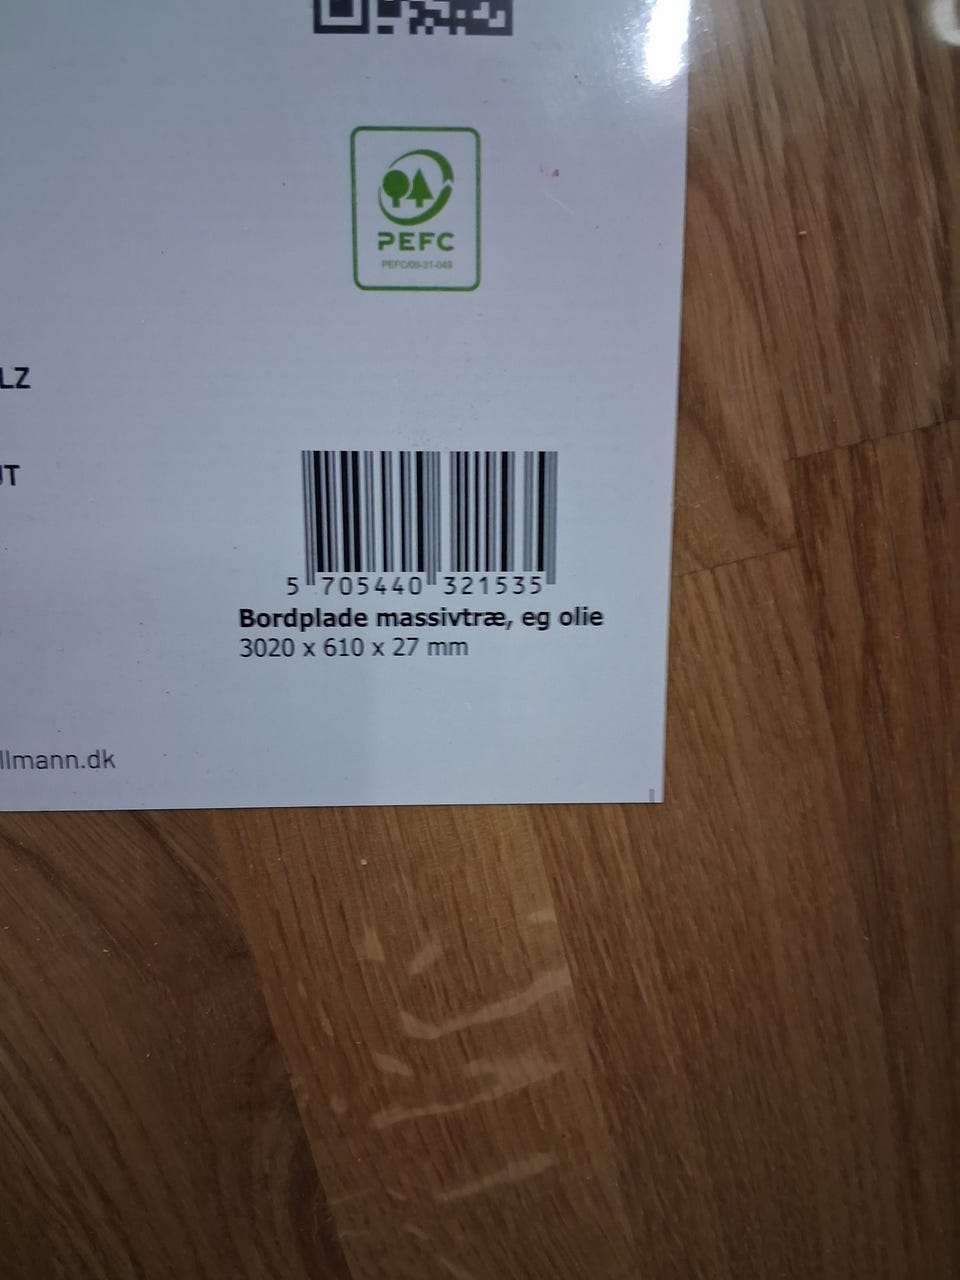 PEFC
PEFC/09-31-049
LZ
UT
5 705440 321535
Bordplade massivtræ, eg olie
3020 x 610 x 27 mm
llmann.dk